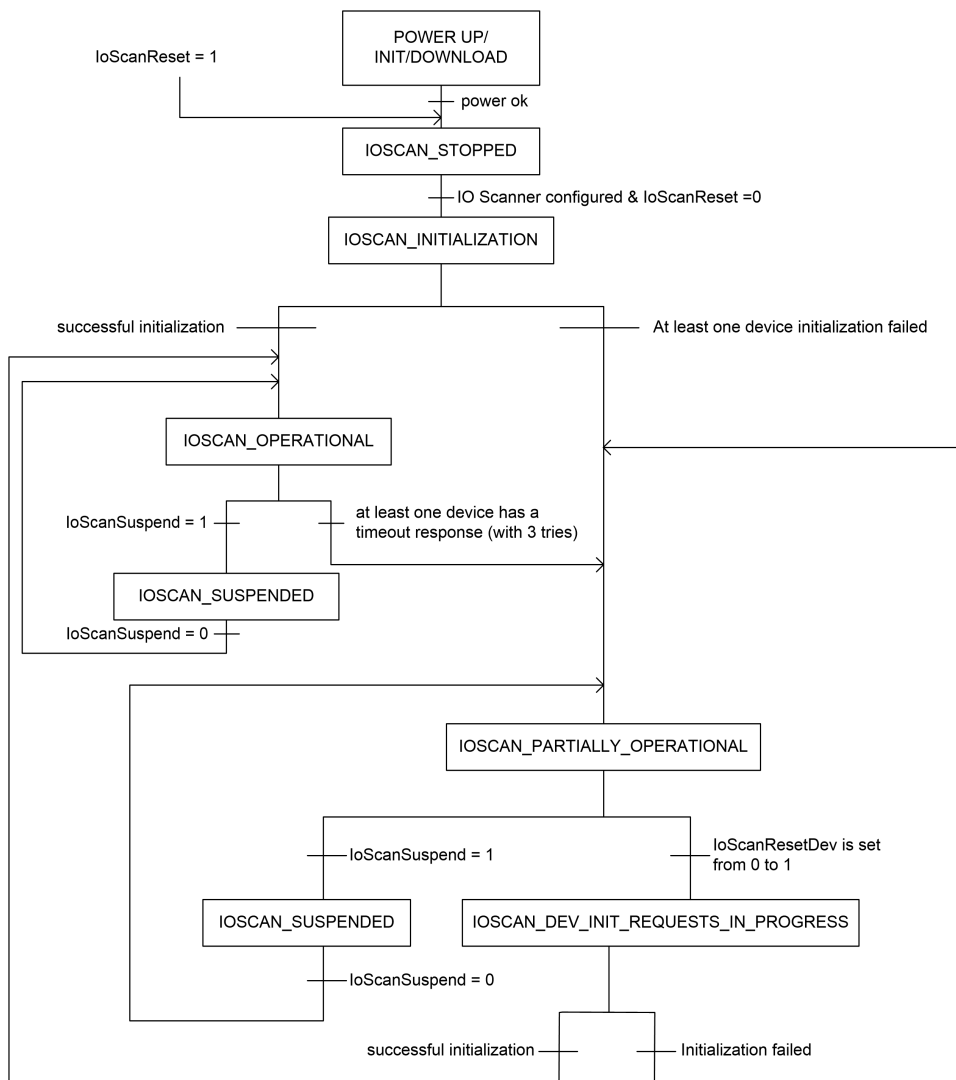 POWER UP/
INIT/DOWNLOAD
IoScanReset = 1
power ok
IOSCAN_STOPPED
IO Scanner configured & IoScanReset =0
IOSCAN_INITIALIZATION
successful initialization
At least one device initialization failed
IOSCAN_OPERATIONAL
IoScanSuspend = 1
at least one device has a
timeout response (with 3 tries)
IOSCAN_SUSPENDED
IoScanSuspend = 0
IOSCAN_PARTIALLY_OPERATIONAL
IoScanSuspend = 1
IoScanResetDev is set
from 0 to 1
IOSCAN_SUSPENDED
IOSCAN_DEV_INIT_REQUESTS_IN_PROGRESS
IoScanSuspend = 0
successful initialization
Initialization failed